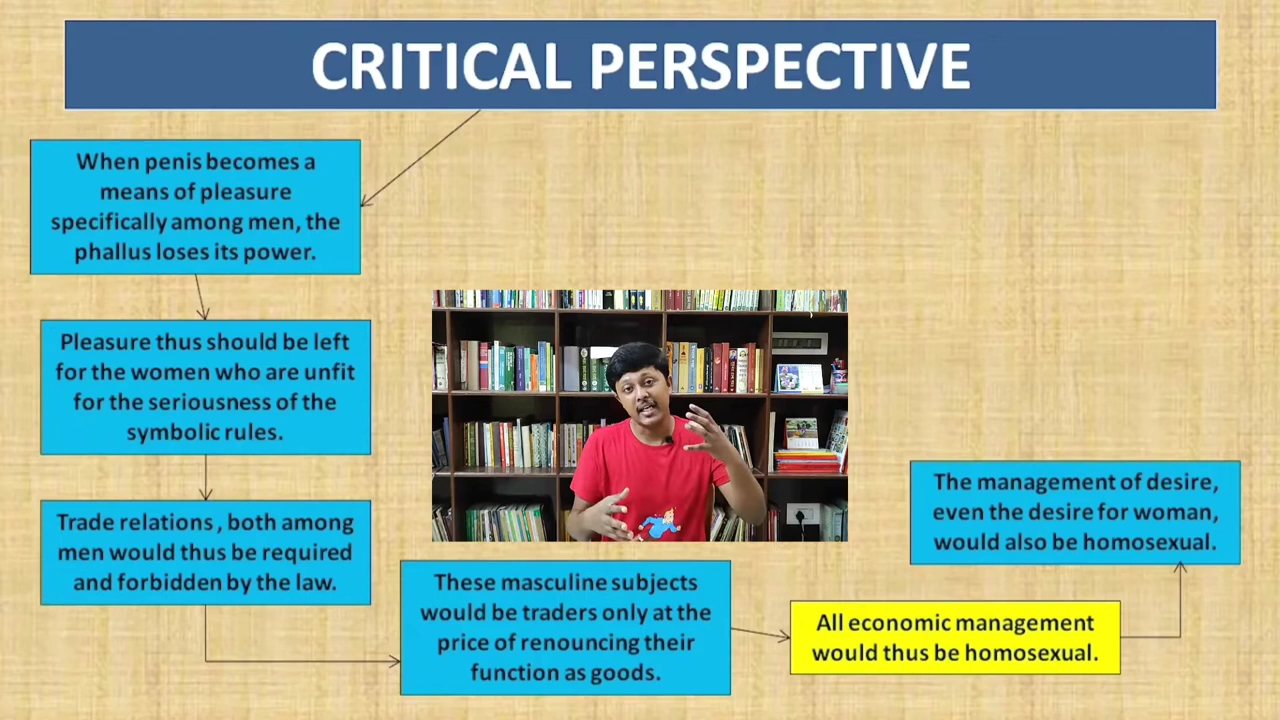 CRITICAL PERSPECTIVE
When penis becomes a
means of pleasure
specifically among men, the
phallus loses its power.
Pleasure thus should be left
for the women who are unfit
for the seriousness of the
symbolic rules.
Trade relations , both among
men would thus be required
and forbidden by the law.
These masculine subjects
would be traders only at the
price of renouncing their
function as goods.
All economic management
would thus be homosexual.
The management of desire,
even the desire for woman,
would also be homosexual.